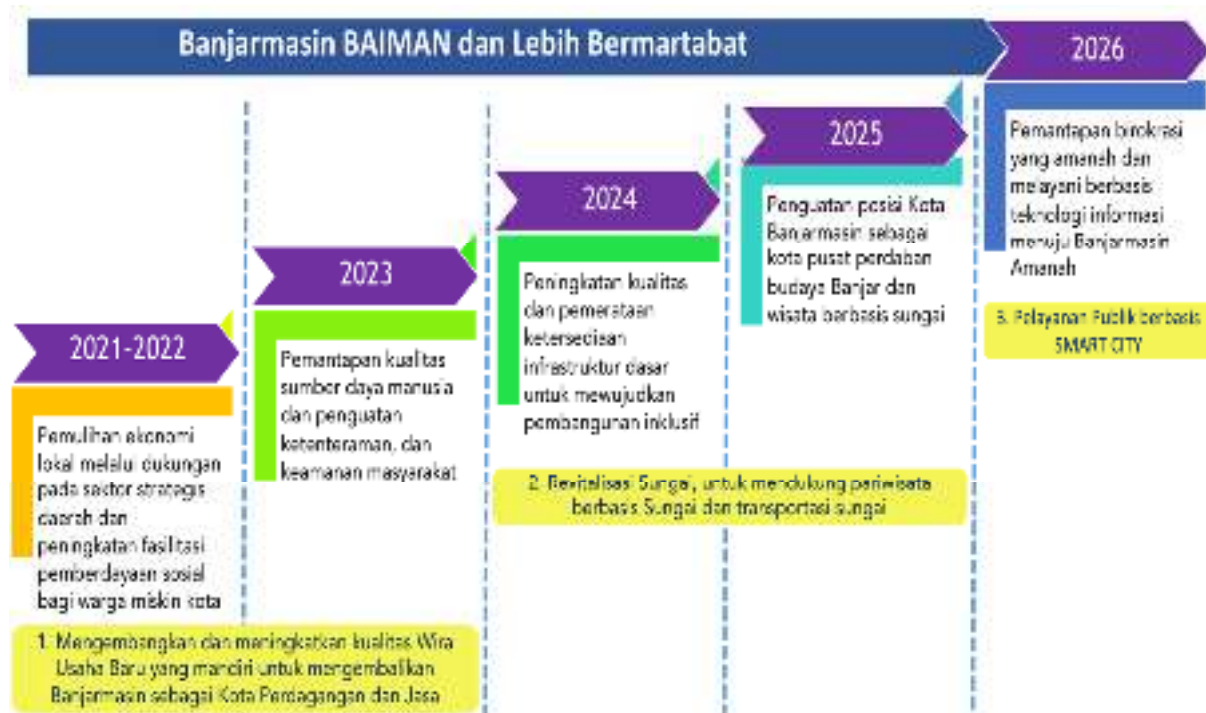 Banjarmasin BAIMAN dan Lebih Bermartabat
2021-2022
Pemulihan ekonomi
lokal melalui dukungan
pada sektor strategis
daerah dan
peningkatan fasilitasi
pemberdayaan sosial
bagi warga miskin kota
1. Mengembangkan dan meningkatkan kualitas Wira
Usaha Baru yang mandiri untuk mengembalikan
Banjarmasin sebagai Kota Perdagangan dan Jasa
2023
Pemantapan kualitas
sumber daya manusia
dan penguatan
ketenteraman, dan
keamanan masyarakat
2024
Peningkatan kualitas
dan pemerataan
ketersediaan
infrastruktur dasar
untuk mewujudkan
pembangunan inklusif
2. Revitalisasi Sungai, untuk mendukung pariwisata
berbasis Sungai dan transportasi sungai
2025
Penguatan posisi Kota
Banjarmasin sebagai
kota pusat perdaban
budaya Banjar dan
wisata berbasis sungai
2026
Pemantapan birokrasi
yang amanah dan
melayani berbasis
teknologi informasi
menuju Banjarmasin
Amanah
3. Pelayanan Publik berbasis
SMART CITY